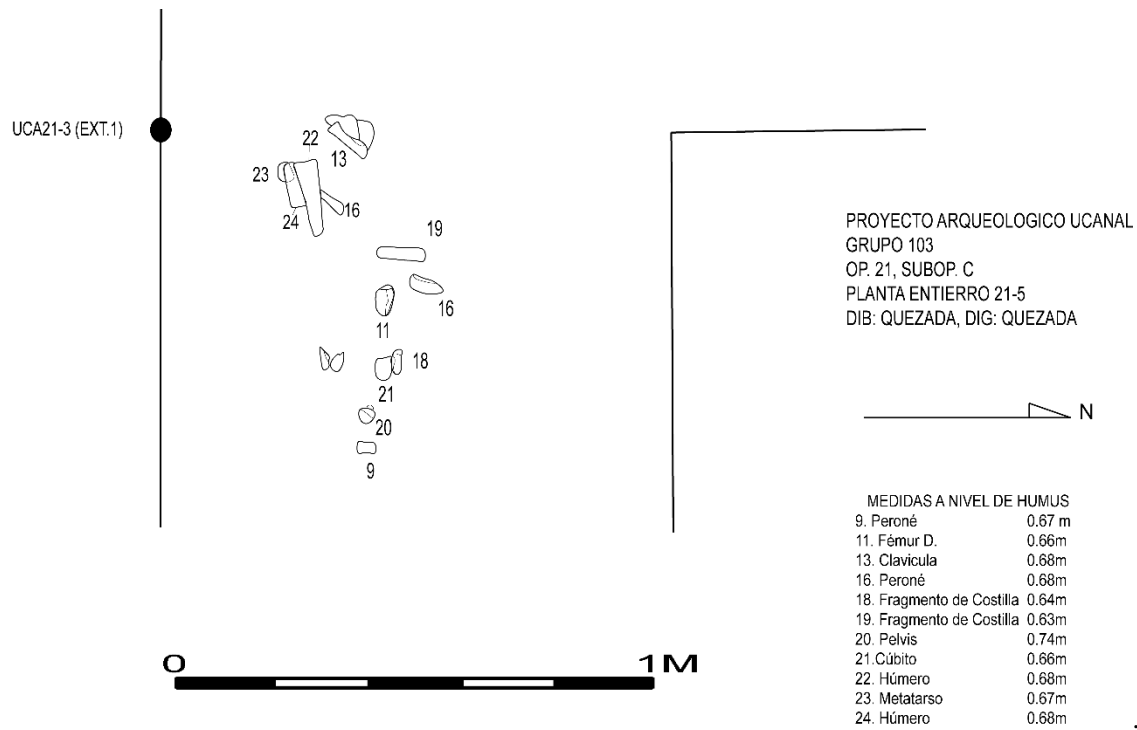 UCA21-3 (EXT.1)
22
13
23
24
16
19
16
11
18
21
20
9
PROYECTO ARQUEOLOGICO UCANAL
GRUPO 103
OP. 21, SUBOP. C
PLANTA ENTIERRO 21-5
DIB: QUEZADA, DIG: QUEZADA
N
MEDIDAS A NIVEL DE HUMUS
9. Peroné 0.67 m
11. Fémur D. 0.66m
13. Clavicula 0.68m
16. Peroné 0.68m
18. Fragmento de Costilla 0.64m
19. Fragmento de Costilla 0.63m
20. Pelvis 0.74m
21.Cúbito 0.66m
22. Húmero 0.68m
23. Metatarso 0.67m
24. Húmero 0.68m
0 1M